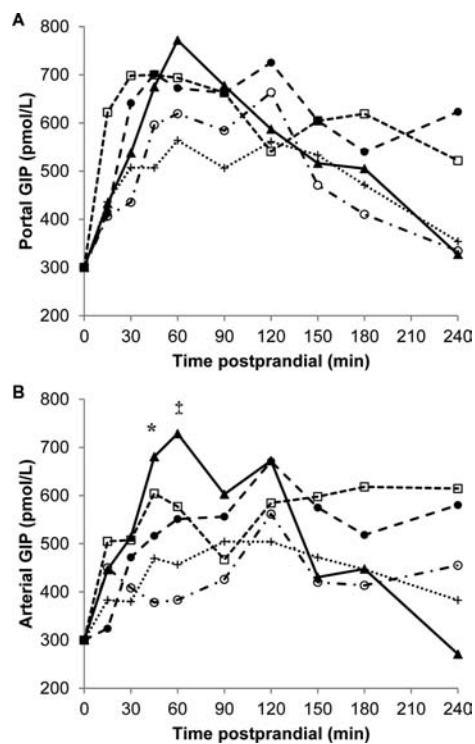 A
800
700
600
500
400
300
200
Portal GIP (pmol/L)
0 30 60 90 120 150 180 210 240
Time postprandial (min)
B
800
700
600
500
400
300
200
Arterial GIP (pmol/L)
* ‡
0 30 60 90 120 150 180 210 240
Time postprandial (min)